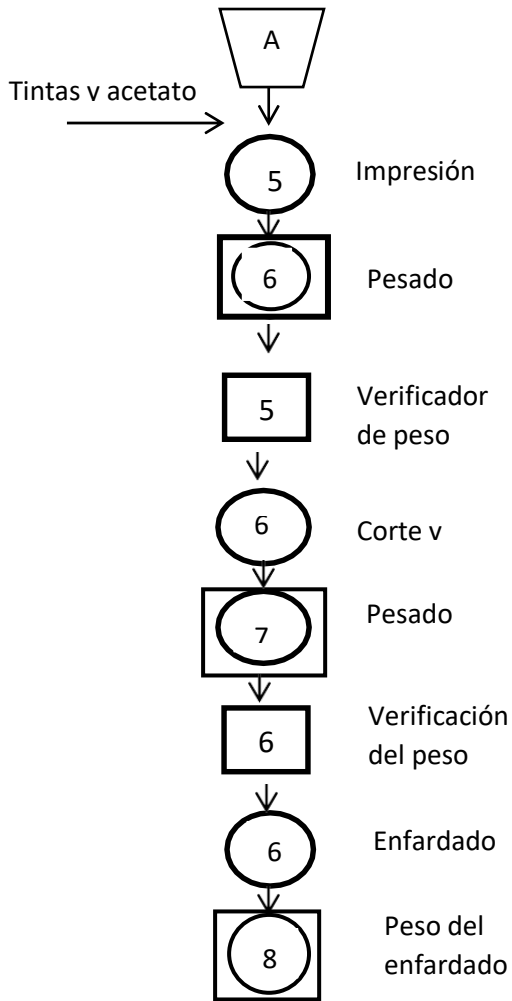 A
Tintas v acetato
5
Impresión
6
Pesado
5
Verificador
de peso
6
Corte v
7
Pesado
6
Verificación
del peso
6
Enfardado
8
Peso del
enfardado